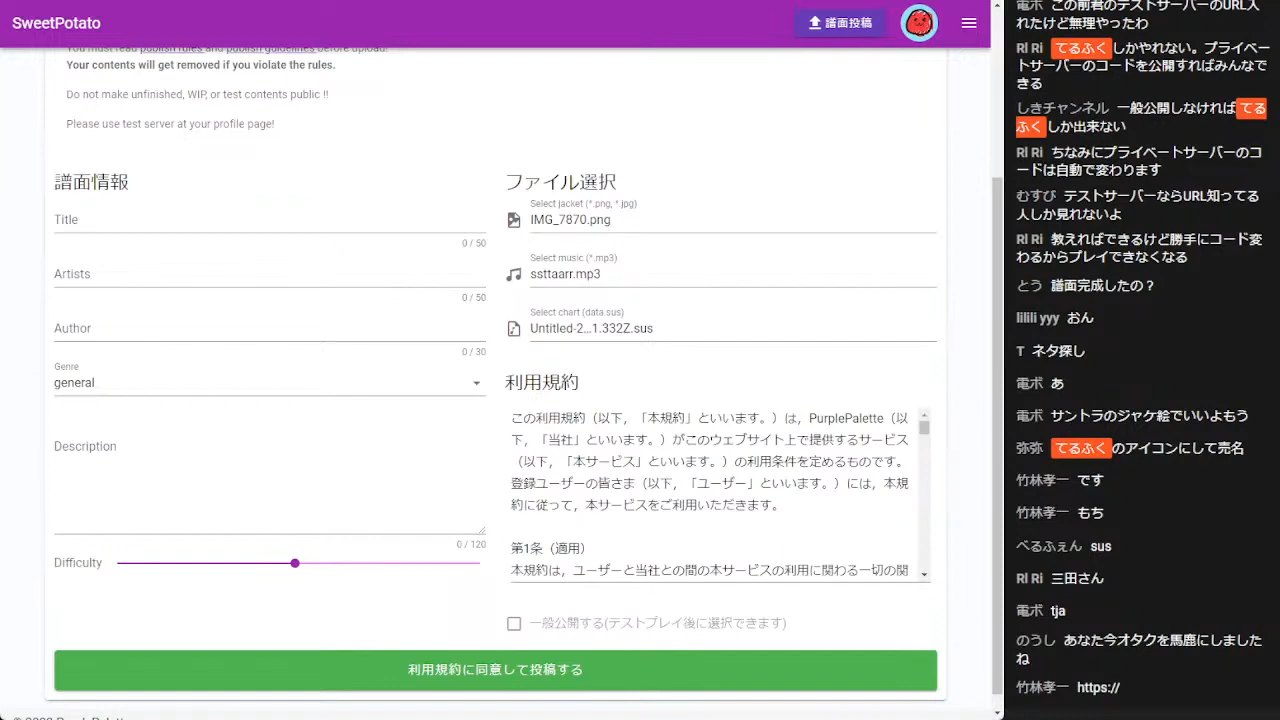 SweetPotato
譜面投稿
You must read publish rules and publish guidelines before upload!
Your contents will get removed if you violate the rules.
Do not make unfinished, WIP, or test contents public !!
Please use test server at your profile page!
譜面情報
Title
0 / 50
Artists
0 / 50
Author
0 / 30
Genre
general
Description
0 / 120
Difficulty
ファイル選択
Select jacket (*.png, *.jpg)
IMG_7870.png
Select music (*.mp3)
ssttaarr.mp3
Select chart (data.sus)
Untitled-2...1.332Z.sus
利用規約
この利用規約（以下，「本規約」といいます。）は，PurplePalette（以
下，「当社」といいます。）がこのウェブサイト上で提供するサービス
（以下，「本サービス」といいます。）の利用条件を定めるものです。
登録ユーザーの皆さま（以下，「ユーザー」といいます。）には，本規
約に従って，本サービスをご利用いただきます。
第1条（適用）
本規約は，ユーザーと当社との間の本サービスの利用に関わる一切の関
一般公開する(テストプレイ後に選択できます)
利用規約に同意して投稿する
電ボ この前君のテストサーバーのURL入
れたけど無理やったわ
Rl Ri てるふくしかやれない。プライベー
トサーバーのコードを公開すればみんなで
きる
しきチャンネル 一般公開しなければてる
ふくしか出来ない
Rl Ri ちなみにプライベートサーバーのコ
ードは自動で変わります
むすび テストサーバーならURL知ってる
人しか見れないよ
Rl Ri 教えればできるけど勝手にコード変
わるからプレイできなくなる
とう 譜面完成したの？
lililili yyy おん
T ネタ探し
電ボ あ
電ボ サントラのジャケ絵でいいよもう
弥弥 てるふくのアイコンにして売名
竹林孝一 です
竹林孝一 もち
べるふぇん sus
Rl Ri 三田さん
電ボ tja
のうし あなた今オタクを馬鹿にしました
ね
竹林孝一 https://